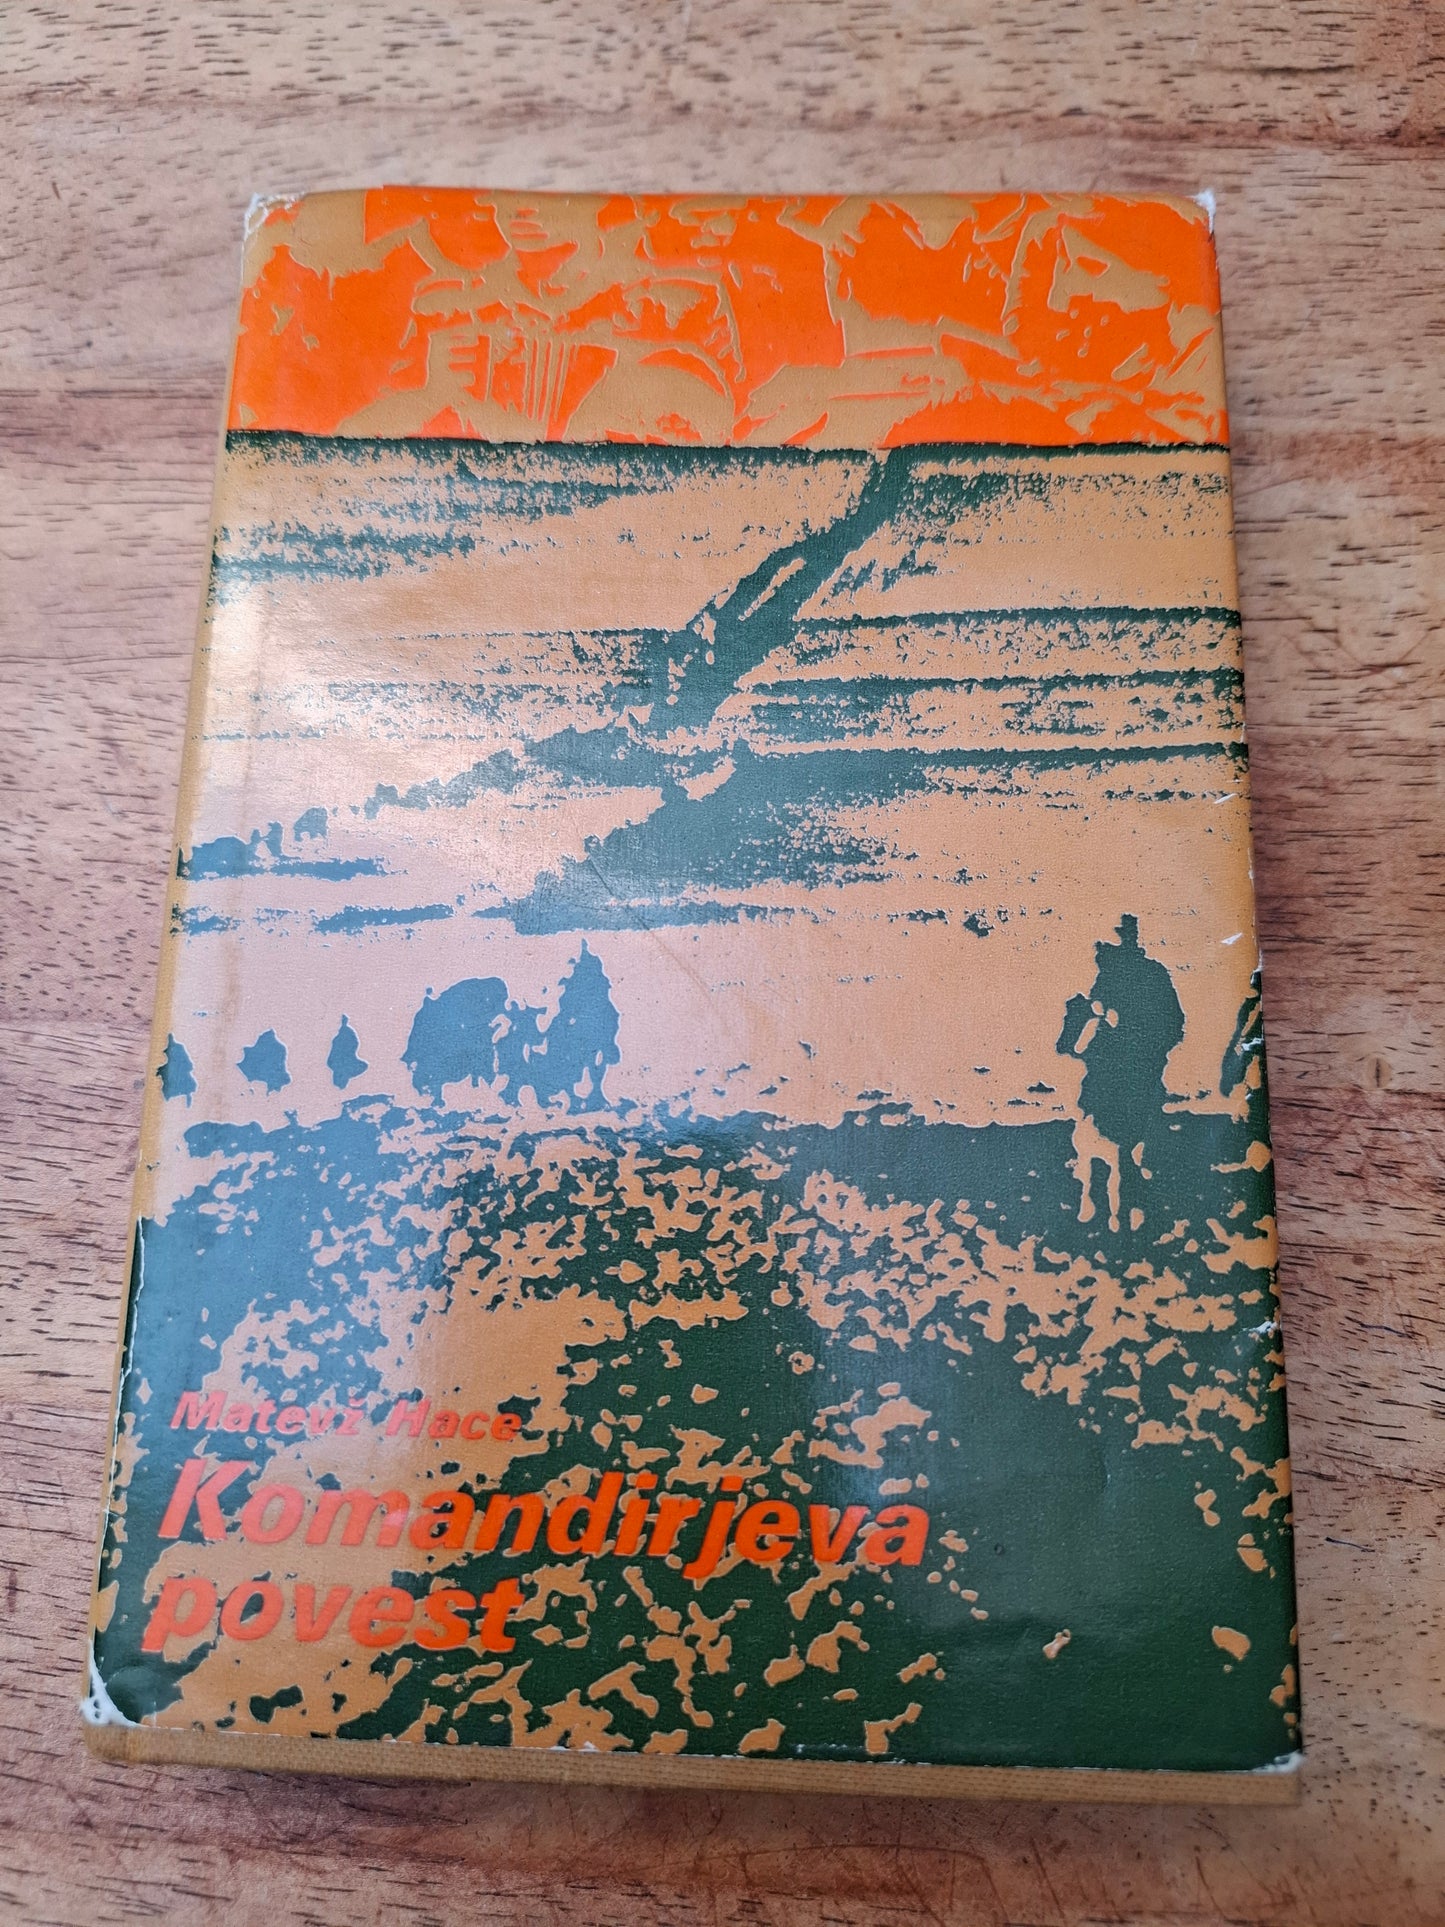 Matevž Hace
Komandirjeva
povest